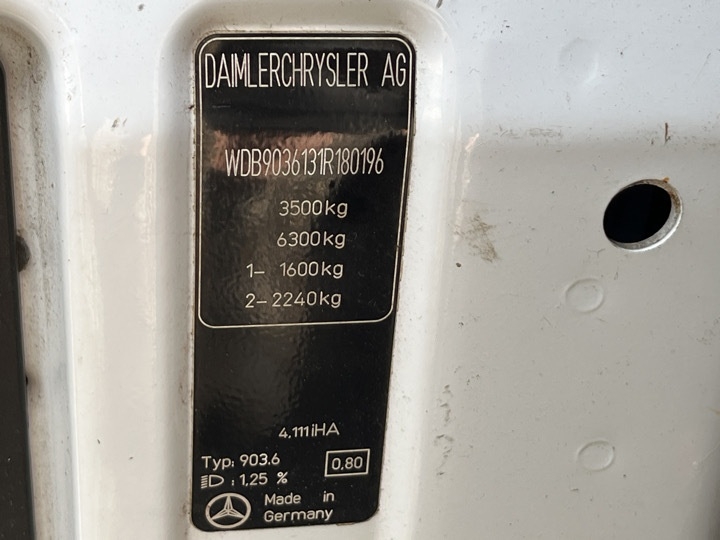 DAIMLERCHRYSLER AG
WDB9036131R180196
3500kg
6300kg
1- 1600kg
2- 2240kg
4,111iHA
Typ: 903.6
0,80
: 1,25 %
Made in
Germany